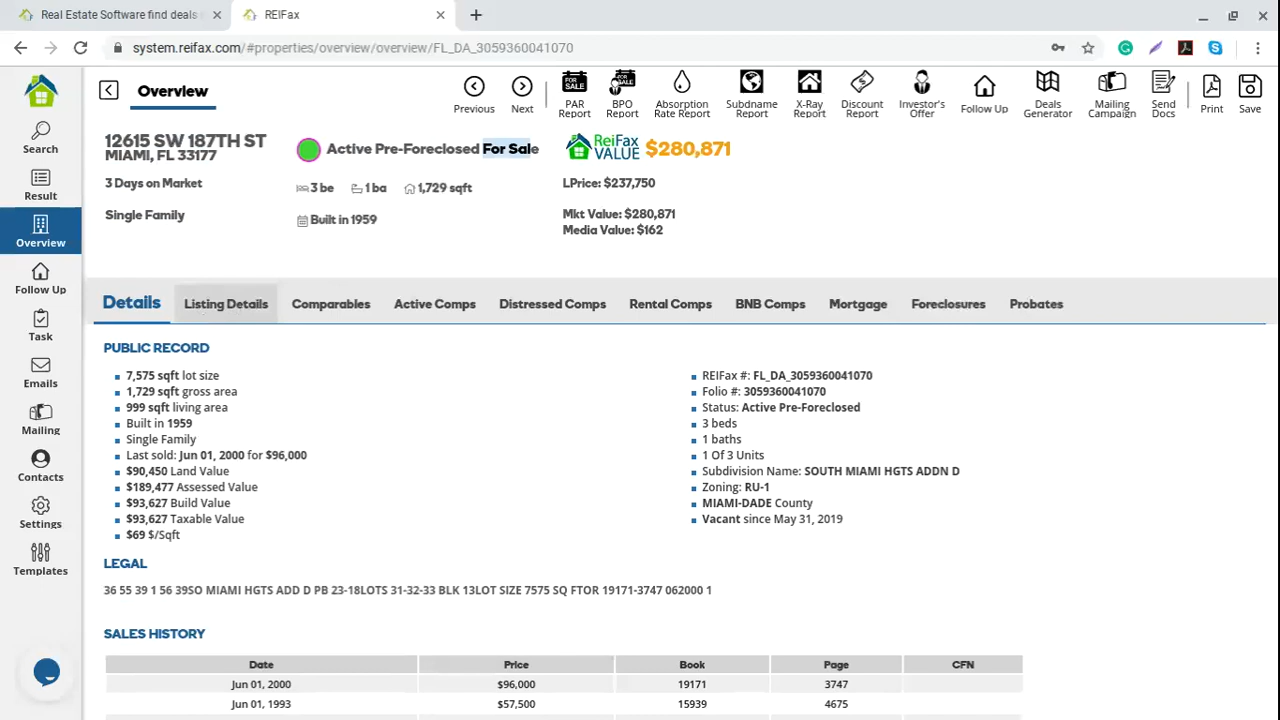 Real Estate Software find deals
REIFax
system.reifax.com/#properties/overview/overview/FL_DA_3059360041070
Overview
Previous
Next
PAR Report
BPO Report
Absorption Rate Report
Subdname Report
X-Ray Report
Discount Report
Investor's Offer
Follow Up
Deals Generator
Mailing Campaign
Send Docs
Print
Save
Search
Result
Overview
Follow Up
Task
Emails
Mailing
Contacts
Settings
Templates
12615 SW 187TH ST
MIAMI, FL 33177
3 Days on Market
Single Family
Active Pre-Foreclosed For Sale
3 be 1 ba 1,729 sqft
Built in 1959
ReiFax VALUE $280,871
LPrice: $237,750
Mkt Value: $280,871
Media Value: $162
Details Listing Details Comparables Active Comps Distressed Comps Rental Comps BNB Comps Mortgage Foreclosures Probates
PUBLIC RECORD
7,575 sqft lot size
1,729 sqft gross area
999 sqft living area
Built in 1959
Single Family
Last sold: Jun 01, 2000 for $96,000
$90,450 Land Value
$189,477 Assessed Value
$93,627 Build Value
$93,627 Taxable Value
$69 $/Sqft
REIFax #: FL_DA_3059360041070
Folio #: 3059360041070
Status: Active Pre-Foreclosed
3 beds
1 baths
1 Of 3 Units
Subdivision Name: SOUTH MIAMI HGTS ADDN D
Zoning: RU-1
MIAMI-DADE County
Vacant since May 31, 2019
LEGAL
36 55 39 1 56 39SO MIAMI HGTS ADD D PB 23-18LOTS 31-32-33 BLK 13LOT SIZE 7575 SQ FTOR 19171-3747 062000 1
SALES HISTORY
Date Price Book Page CFN
Jun 01, 2000 $96,000 19171 3747
Jun 01, 1993 $57,500 15939 4675